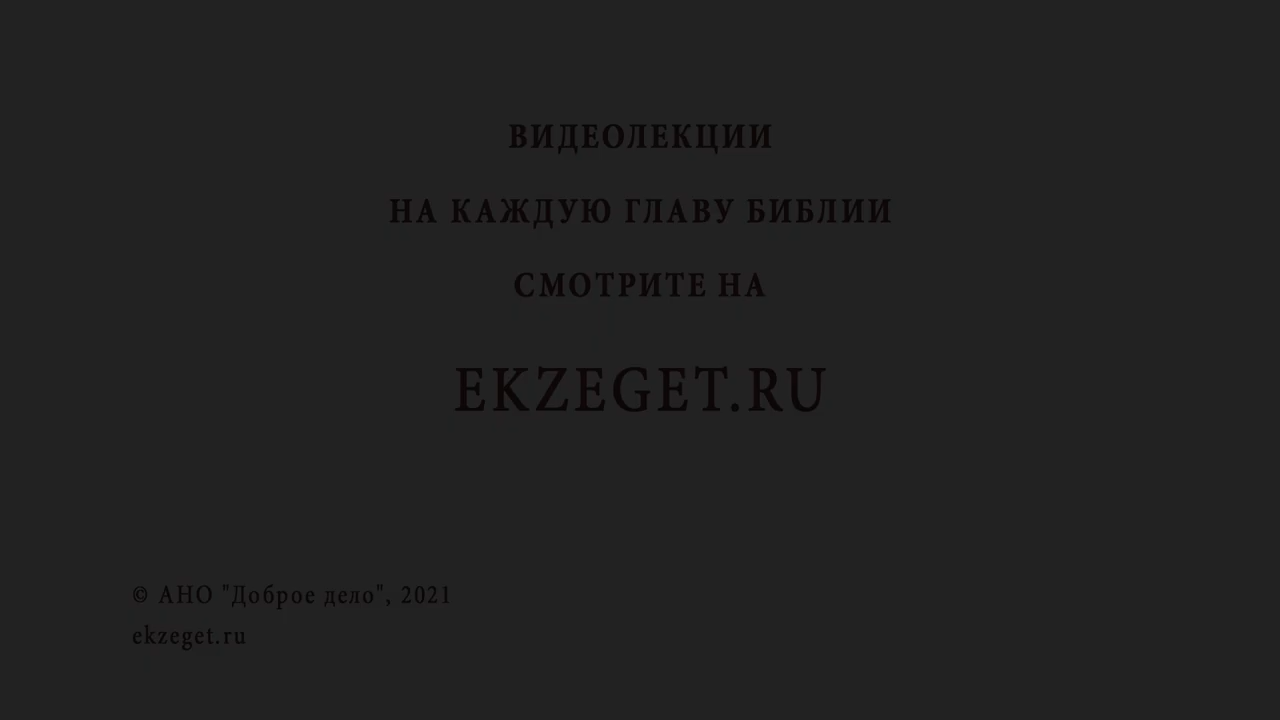 ВИДЕОЛЕКЦИИ
НА КАЖДУЮ ГЛАВУ БИБЛИИ
СМОТРИТЕ НА
EKZEGET.RU
© АНО "Доброе дело", 2021
ekzeget.ru